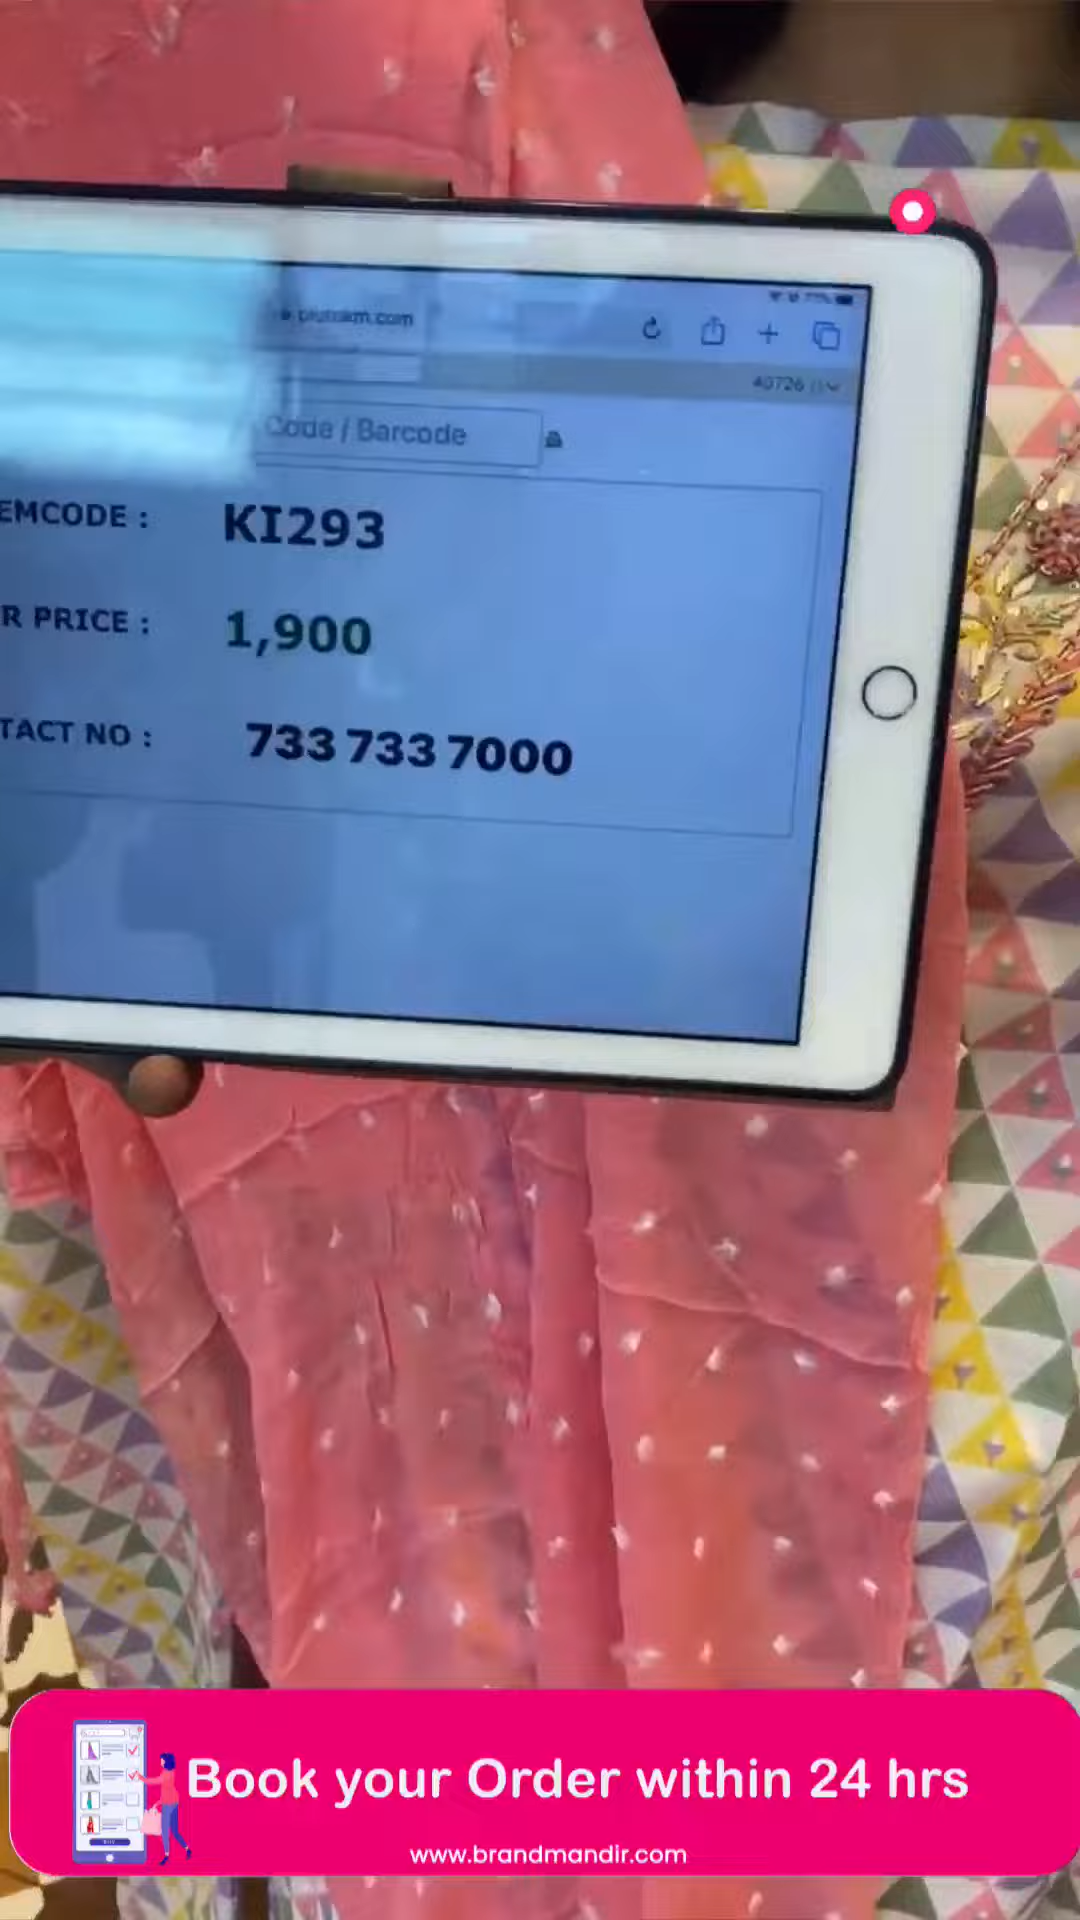 Code / Barcode
EMCODE : KI293
R PRICE : 1,900
TACT NO : 733 733 7000
Book your Order within 24 hrs
www.brandmandir.com